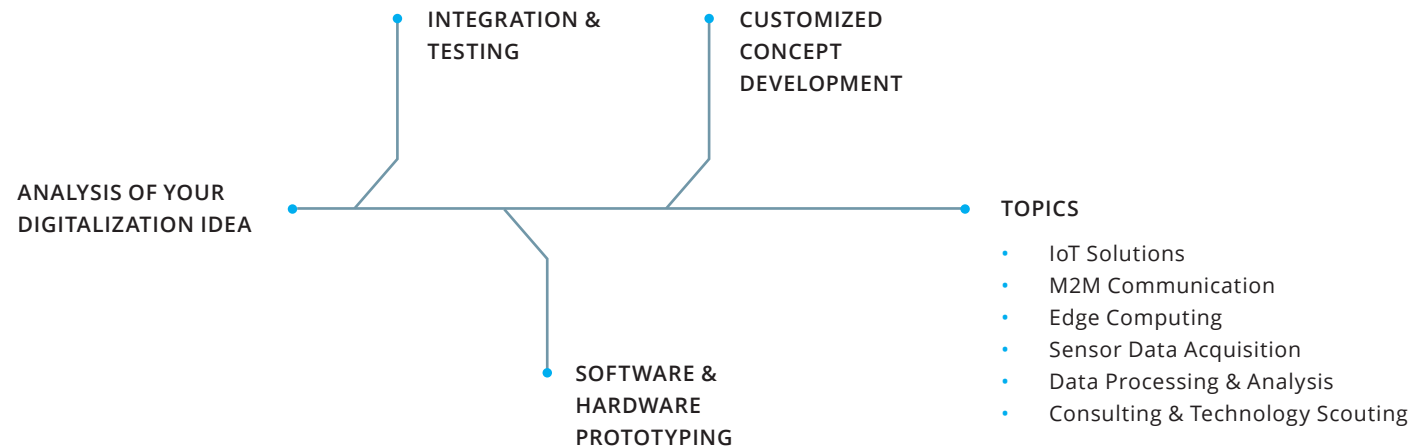 INTEGRATION &
TESTING
CUSTOMIZED
CONCEPT
DEVELOPMENT
ANALYSIS OF YOUR
DIGITALIZATION IDEA
TOPICS
• IoT Solutions
• M2M Communication
• Edge Computing
• Sensor Data Acquisition
• Data Processing & Analysis
• Consulting & Technology Scouting
SOFTWARE &
HARDWARE
PROTOTYPING